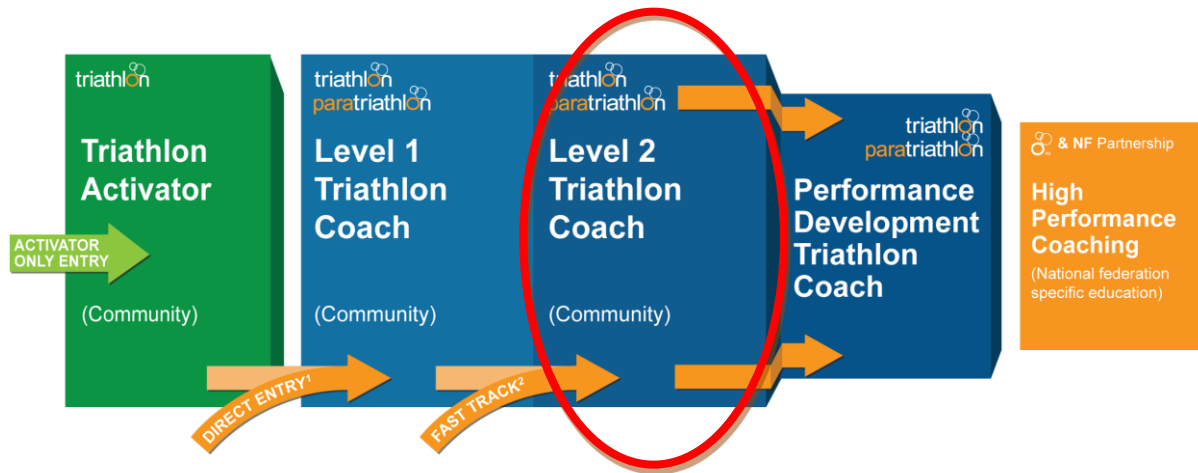 triathlon
Triathlon
Activator
ACTIVATOR
ONLY ENTRY
(Community)
DIRECT ENTRY¹
triathlon
paratriathlon
Level 1
Triathlon
Coach
(Community)
FAST TRACK²
triathlon
paratriathlon
Level 2
Triathlon
Coach
(Community)
triathlon
paratriathlon
Performance
Development
Triathlon
Coach
& NF Partnership
High
Performance
Coaching
(National federation
specific education)